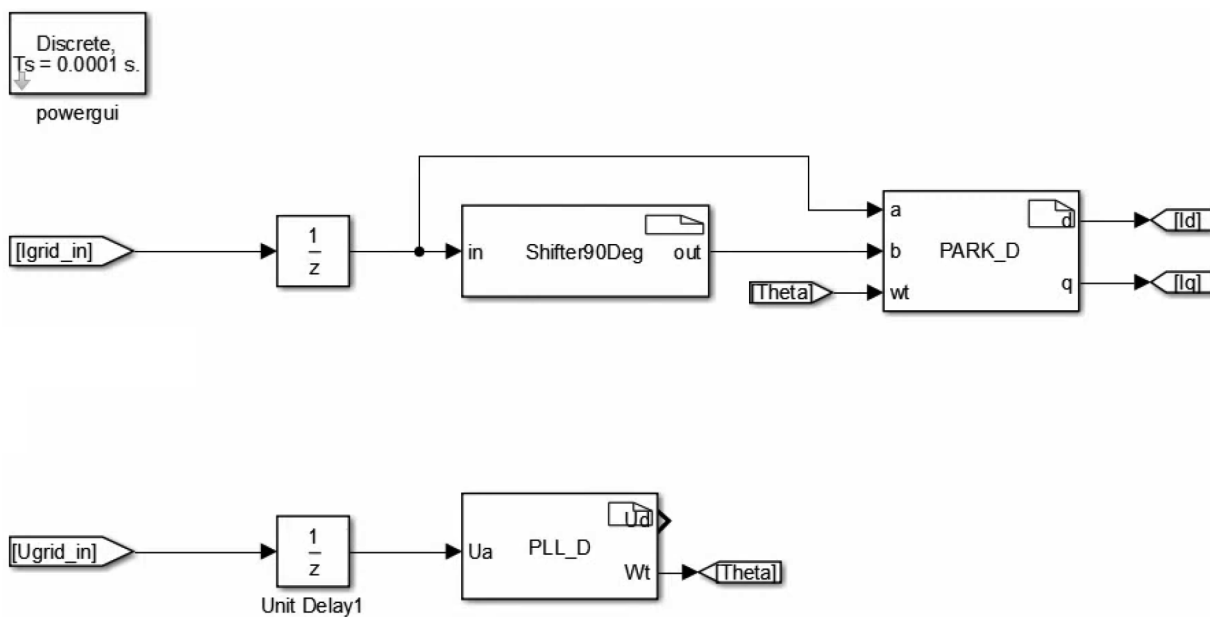 Discrete,
Ts = 0.0001 s.
powergui
[Igrid_in]
1
z
in
Shifter90Deg
out
[Theta]
a
b
wt
PARK_D
d
q
[Id]
[Iq]
[Ugrid_in]
1
z
Unit Delay1
Ua
PLL_D
Ud
Wt
[Theta]